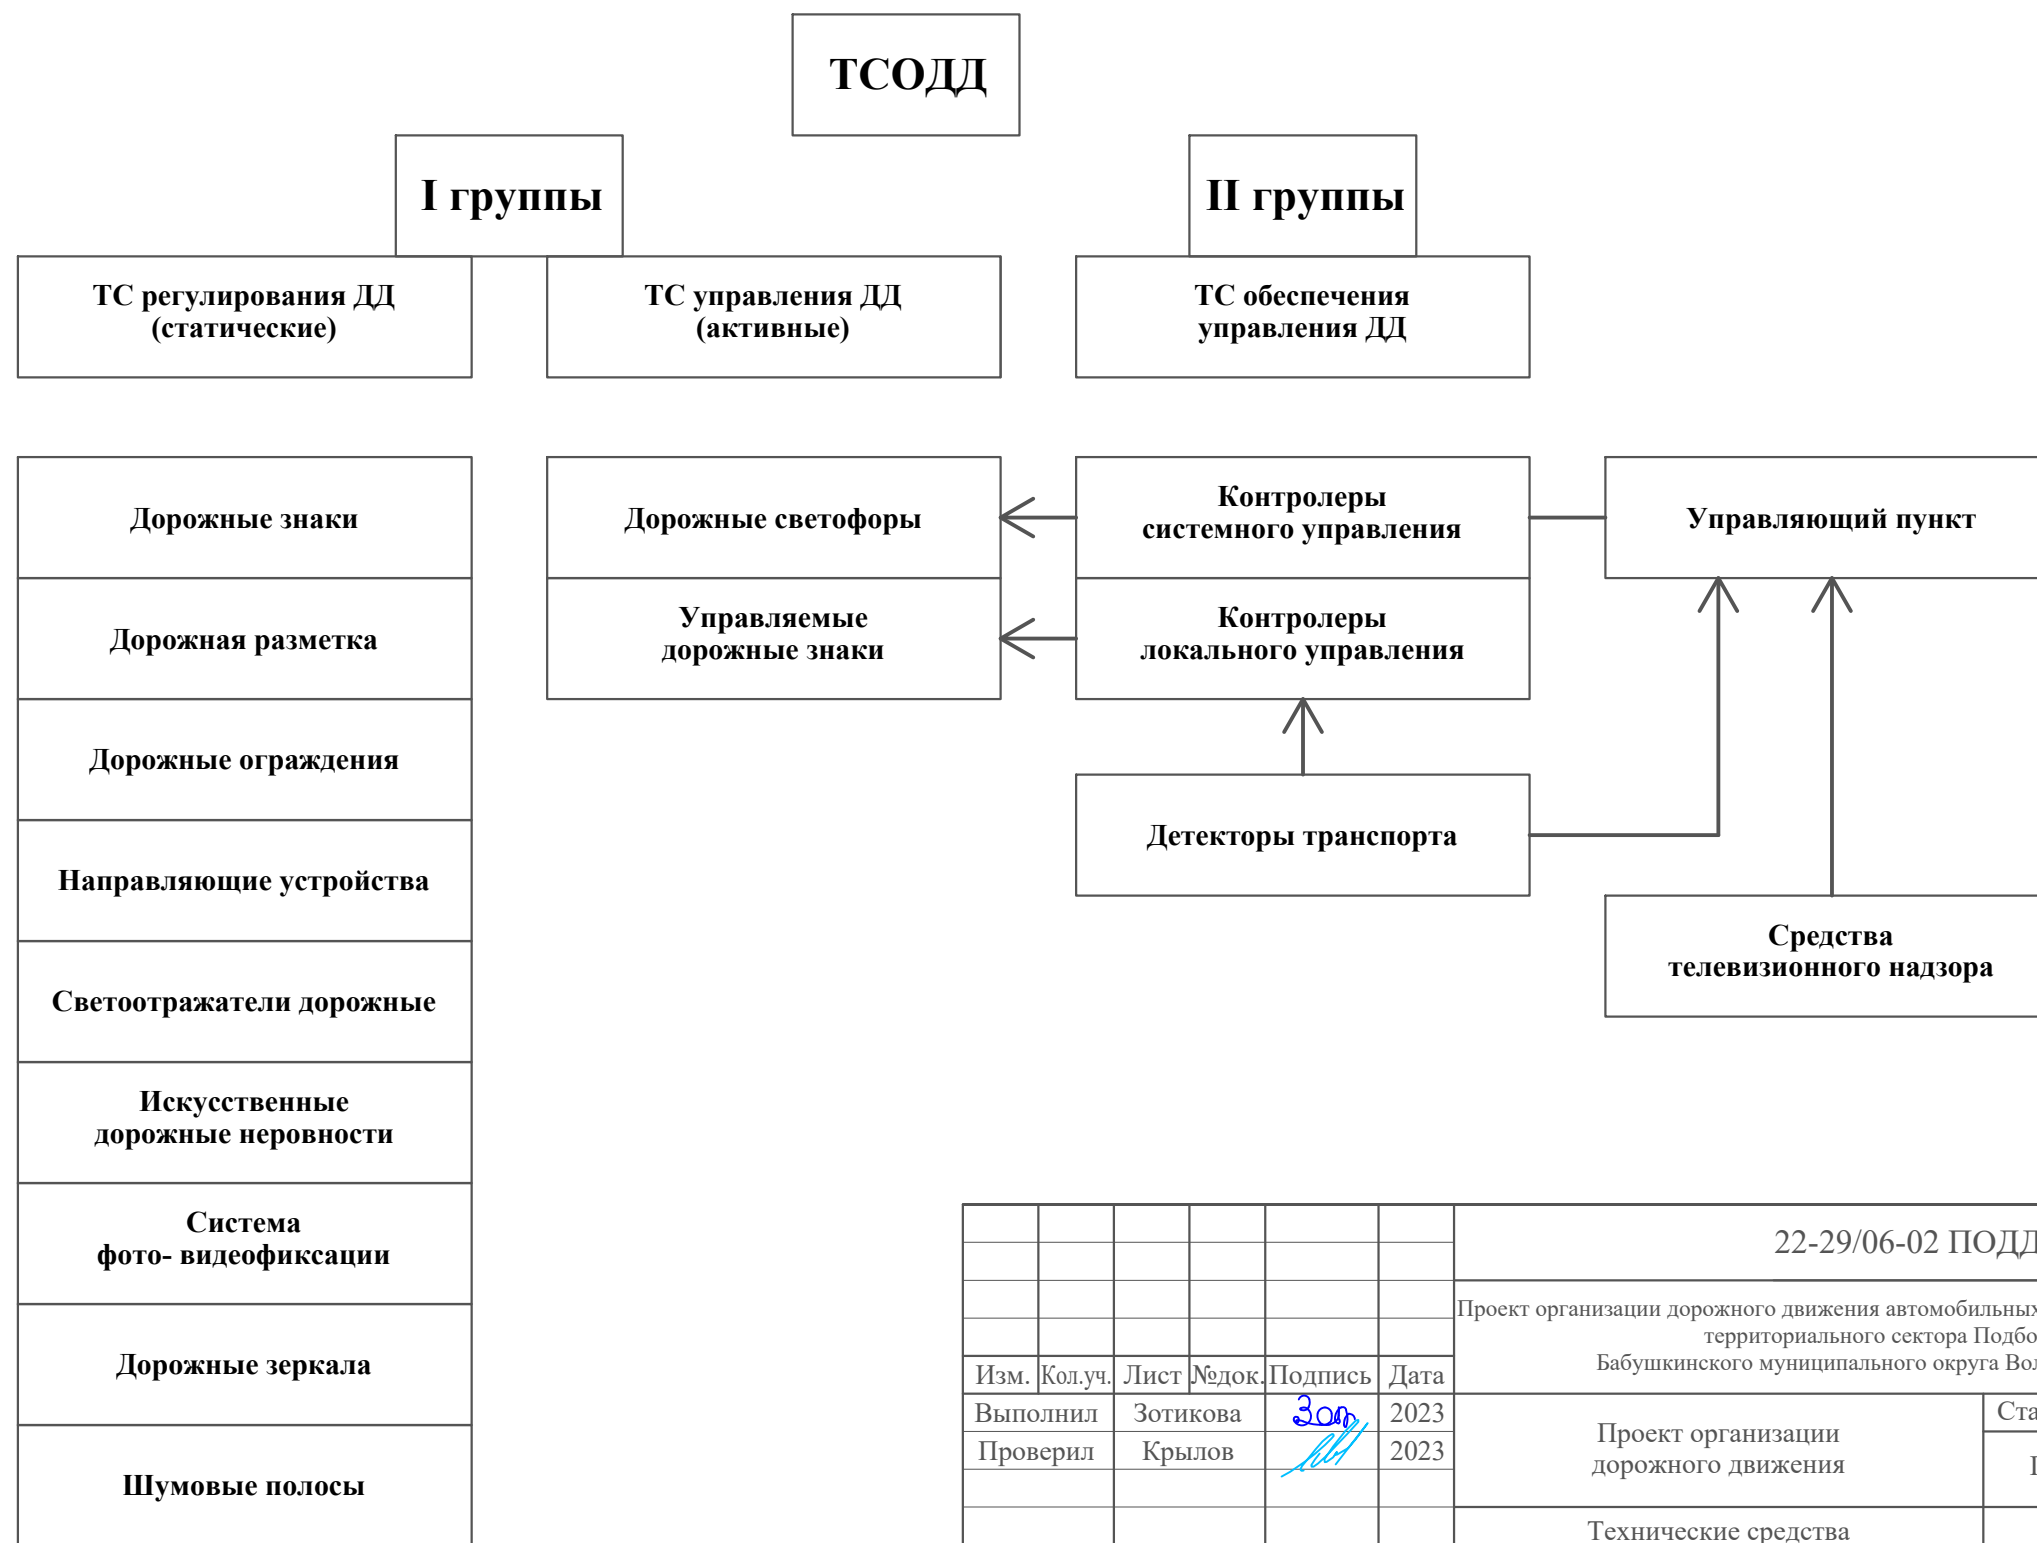 ТСОДД
I группы
II группы
ТС регулирования ДД
(статические)
ТС управления ДД
(активные)
ТС обеспечения
управления ДД
Дорожные знаки
Дорожные светофоры
Контролеры
системного управления
Управляющий пункт
Дорожная разметка
Управляемые
дорожные знаки
Контролеры
локального управления
Дорожные ограждения
Детекторы транспорта
Направляющие устройства
Средства
телевизионного надзора
Светоотражатели дорожные
Искусственные
дорожные неровности
Система
фото- видеофиксации
Дорожные зеркала
Шумовые полосы
22-29/06-02 ПОДД
Проект организации дорожного движения автомобильных
территориального сектора
Бабушкинского муниципального округа
Изм. Кол.уч. Лист №док. Подпись Дата
Выполнил Зотикова 2023
Проверил Крылов 2023
Проект организации
дорожного движения
Технические средства